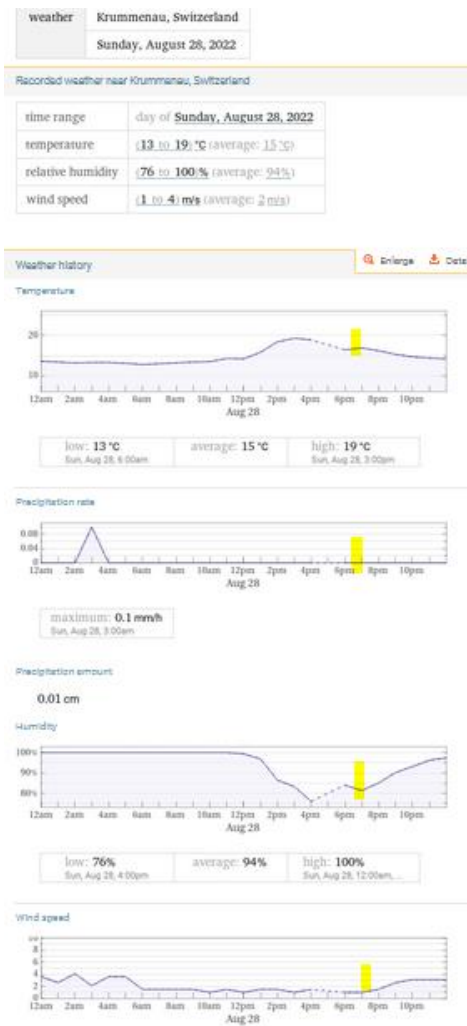 weather Krummenau, Switzerland
Sunday, August 28, 2022
Recorded weather near Krummenau, Switzerland
time range day of Sunday, August 28, 2022
temperature (13 to 19) °C (average: 15 °C)
relative humidity (76 to 100)% (average: 94%)
wind speed (1 to 4) m/s (average: 2 m/s)
Weather history Enlarge Data
Temperature
20
10
12am 2am 4am 6am 8am 10am 12pm 2pm 4pm 6pm 8pm 10pm
Aug 28
low: 13 °C average: 15 °C high: 19 °C
Sun, Aug 28, 6:00am Sun, Aug 28, 3:00pm
Precipitation rate
0.08
0.04
0
12am 2am 4am 6am 8am 10am 12pm 2pm 4pm 6pm 8pm 10pm
Aug 28
maximum: 0.1 mm/h
Sun, Aug 28, 3:00am
Precipitation amount
0.01 cm
Humidity
100%
90%
80%
12am 2am 4am 6am 8am 10am 12pm 2pm 4pm 6pm 8pm 10pm
Aug 28
low: 76% average: 94% high: 100%
Sun, Aug 28, 4:00pm Sun, Aug 28, 12:00am, ...
Wind speed
10
8
6
4
2
0
12am 2am 4am 6am 8am 10am 12pm 2pm 4pm 6pm 8pm 10pm
Aug 28